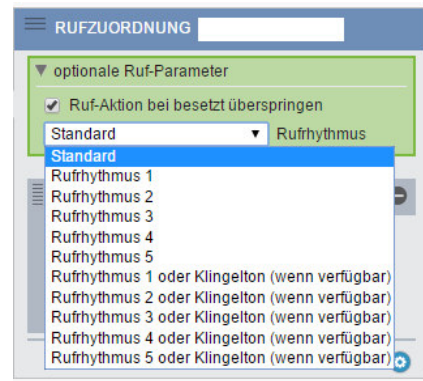 RUFZUORDNUNG
optionale Ruf-Parameter
Ruf-Aktion bei besetzt überspringen
Standard Rufrhythmus
Standard
Rufrhythmus 1
Rufrhythmus 2
Rufrhythmus 3
Rufrhythmus 4
Rufrhythmus 5
Rufrhythmus 1 oder Klingelton (wenn verfügbar)
Rufrhythmus 2 oder Klingelton (wenn verfügbar)
Rufrhythmus 3 oder Klingelton (wenn verfügbar)
Rufrhythmus 4 oder Klingelton (wenn verfügbar)
Rufrhythmus 5 oder Klingelton (wenn verfügbar)